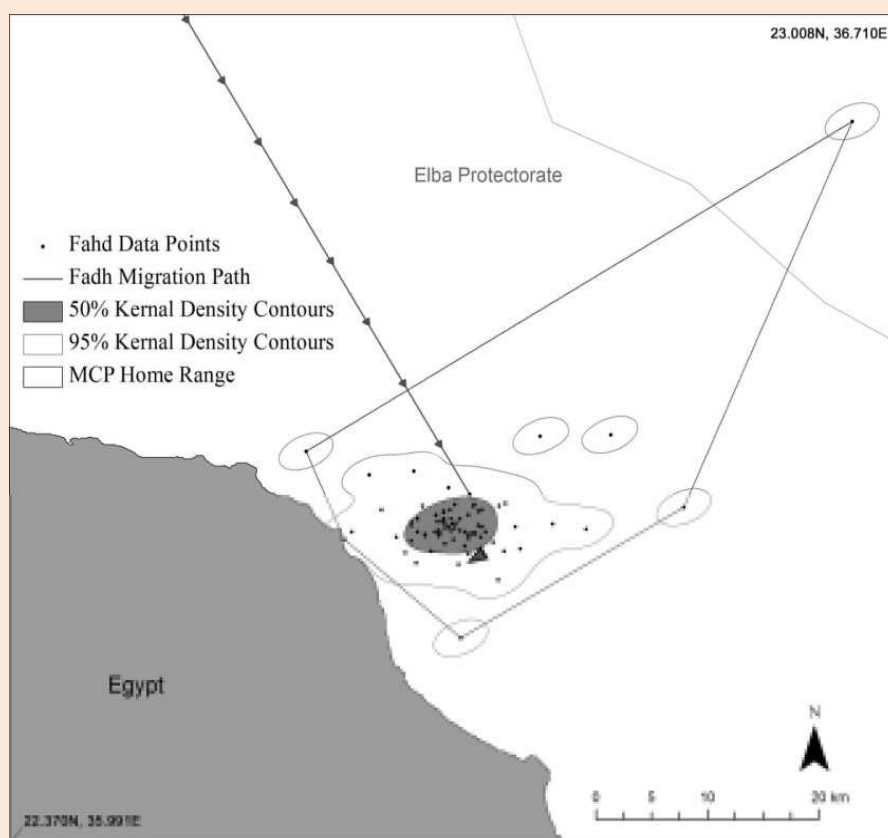 23.008N, 36.710E
Elba Protectorate
Fahd Data Points
Fadh Migration Path
50% Kernal Density Contours
95% Kernal Density Contours
MCP Home Range
Egypt
N
0 5 10 20 km
22.370N, 35.991E